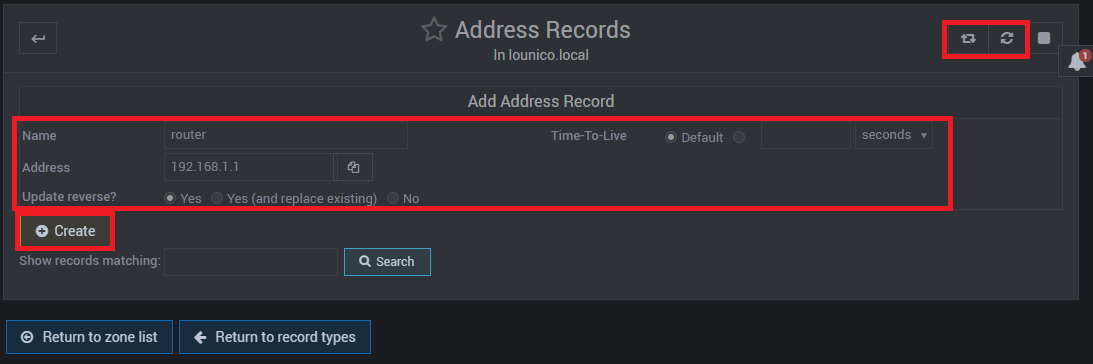 Address Records
In lounico.local
1
Add Address Record
Name router Time-To-Live Default seconds
Address 192.168.1.1
Update reverse? Yes Yes (and replace existing) No
Create
Show records matching: Search
Return to zone list Return to record types